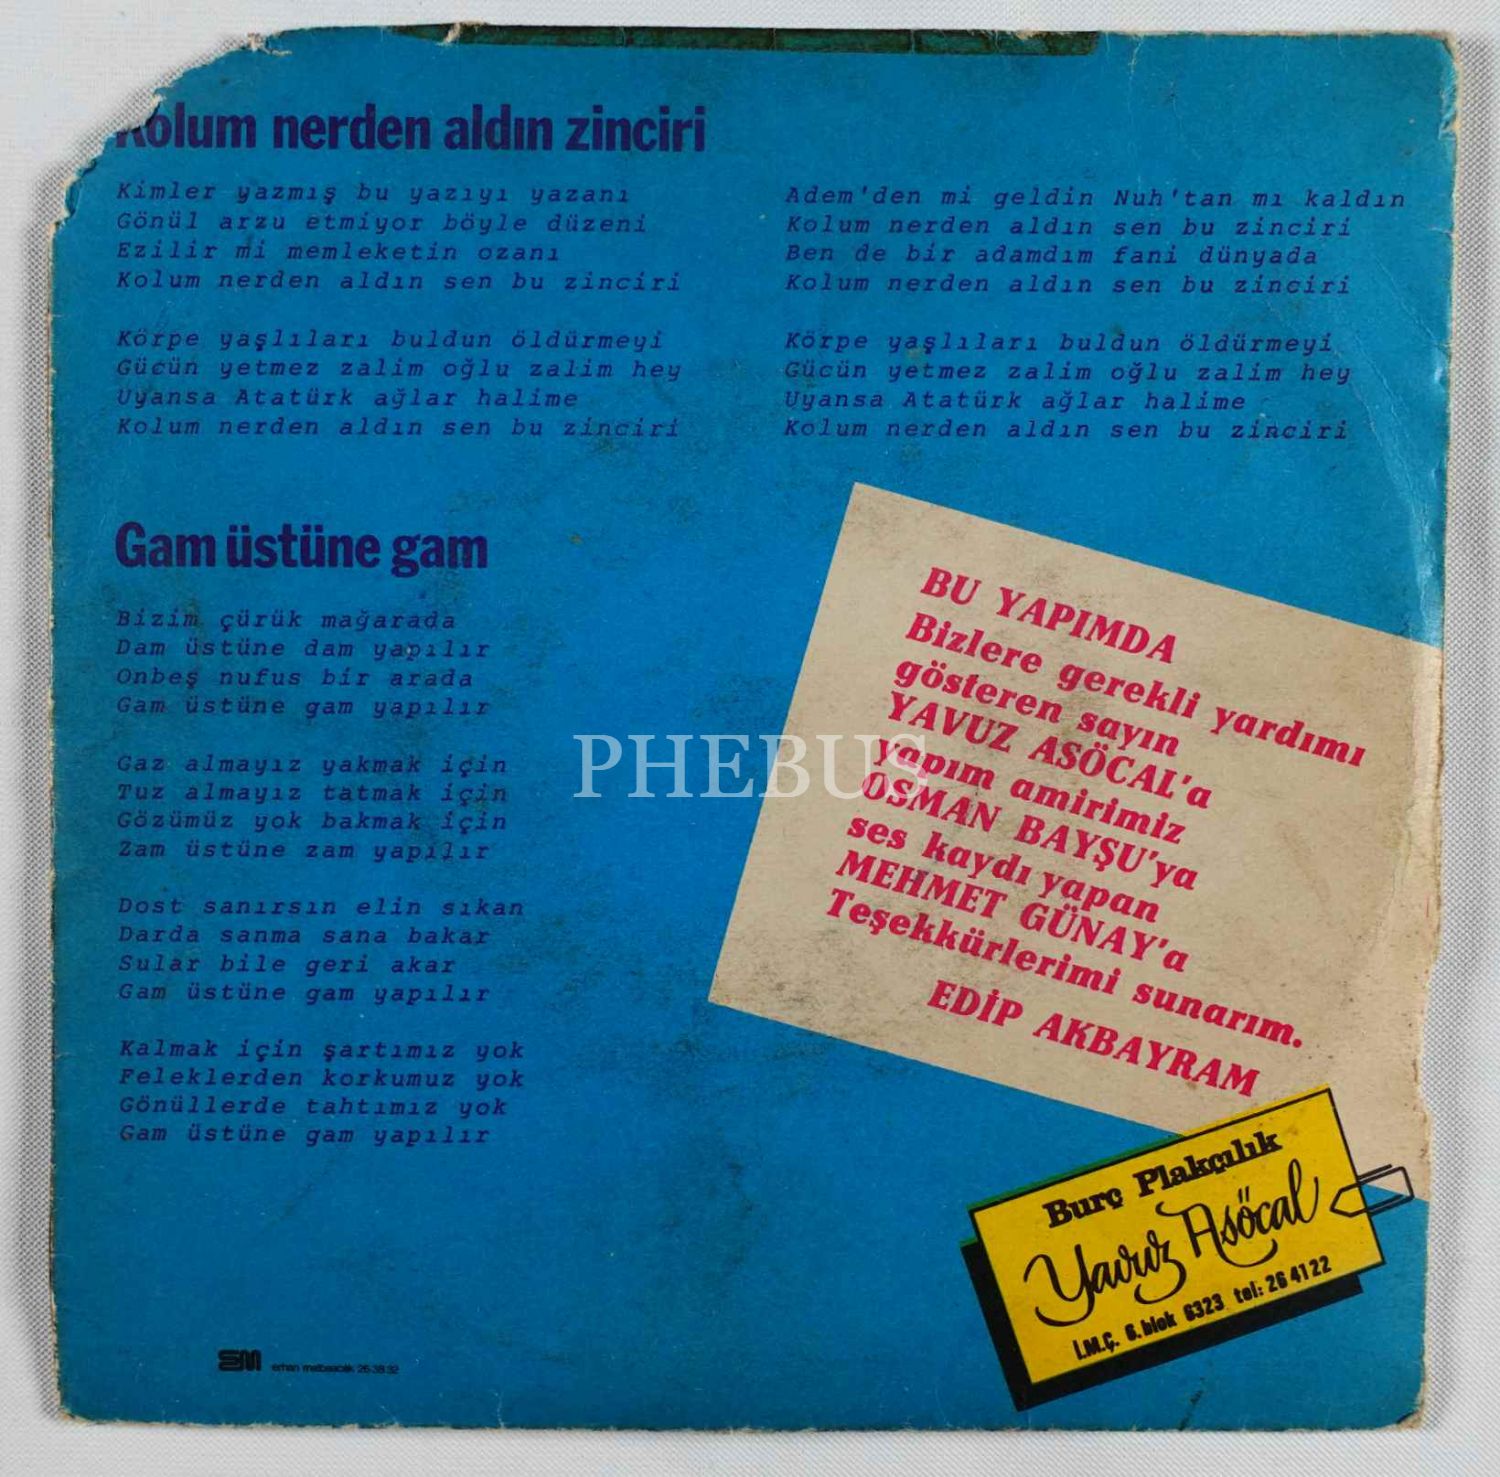 Kolum nerden aldın zinciri
Kimler yazmış bu yazıyı yazanı
Gönül arzu etmiyor böyle düzeni
Ezilir mi memleketin ozanı
Kolum nerden aldın sen bu zinciri
Körpe yaşlıları buldun öldürmeyi
Gücün yetmez zalim oğlu zalim hey
Uyansa Atatürk ağlar halime
Kolum nerden aldın sen bu zinciri
Adem'den mi geldin Nuh'tan mı kaldın
Kolum nerden aldın sen bu zinciri
Ben de bir adamdım fani dünyada
Kolum nerden aldın sen bu zinciri
Körpe yaşlıları buldun öldürmeyi
Gücün yetmez zalim oğlu zalim hey
Uyansa Atatürk ağlar halime
Kolum nerden aldın sen bu zinciri
Gam üstüne gam
Bizim çürük mağarada
Dam üstüne dam yapılır
Onbeş nufus bir arada
Gam üstüne gam yapılır
Gaz almayız yakmak için
Tuz almayız tatmak için
Gözümüz yok bakmak için
Zam üstüne zam yapılır
Dost sanırsın elin sıkan
Darda sanma sana bakar
Sular bile geri akar
Gam üstüne gam yapılır
Kalmak için şartımız yok
Feleklerden korkumuz yok
Gönüllerde tahtımız yok
Gam üstüne gam yapılır
BU YAPIMDA
Bizlere gerekli yardımı
gösteren sayın
YAVUZ ASÖCAL'a
yapım amirimiz
OSMAN BAYŞU'ya
ses kaydı yapan
MEHMET GÜNAY'a
Teşekkürlerimi sunarım.
EDİP AKBAYRAM
PHEBUS
Burç Plakçılık
Yavuz Asöcal
İ.M.Ç. 6. blok 6323 tel: 26 41 22
EM erhan matbaacılık 26 38 92